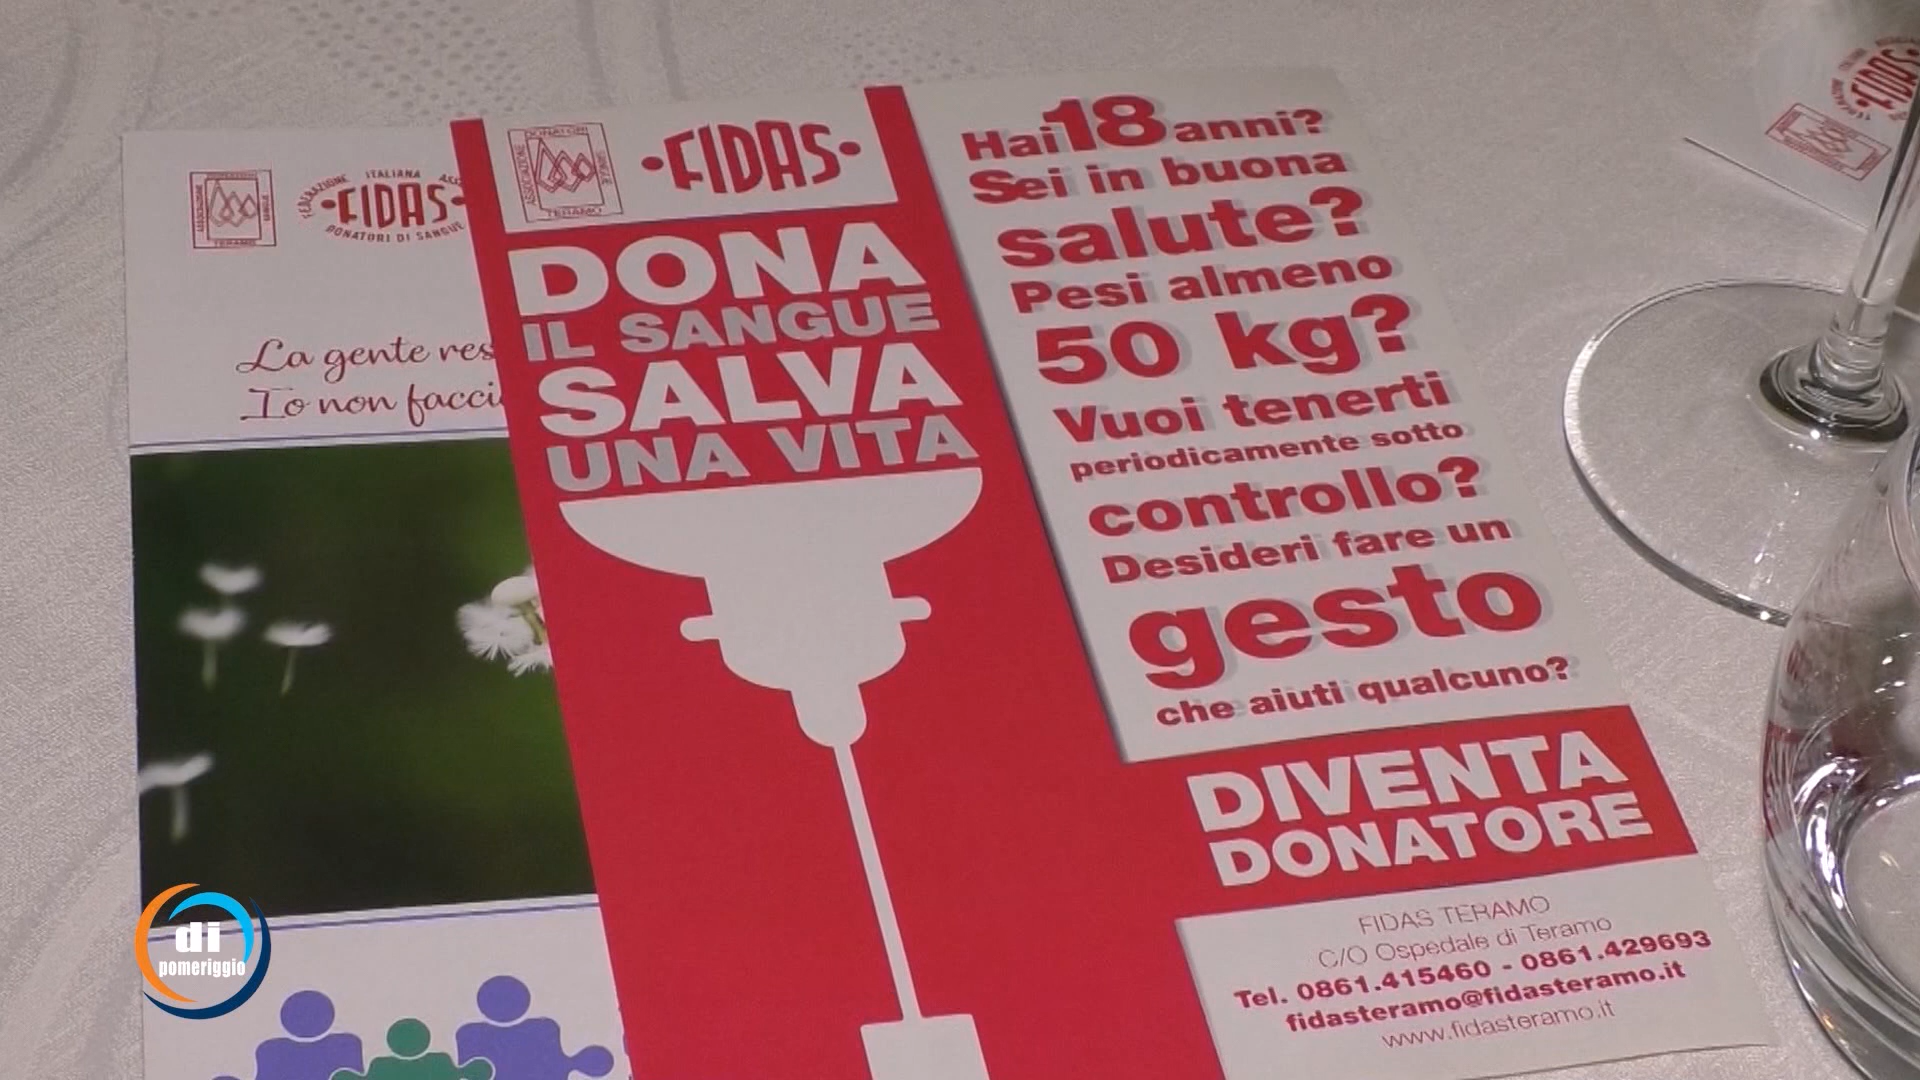 ASSOCIAZIONE
DONATORI
SANGUE
TERAMO
FIDAS
DONA
IL SANGUE
SALVA
UNA VITA
Hai 18 anni?
Sei in buona
salute?
Pesi almeno
50 kg?
Vuoi tenerti
periodicamente sotto
controllo?
Desideri fare un
gesto
che aiuti qualcuno?
DIVENTA
DONATORE
FIDAS TERAMO
C/O Ospedale di Teramo
Tel. 0861.415460 - 0861.429693
fidasteramo@fidasteramo.it
www.fidasteramo.it
TERAMO
FEDERAZIONE ITALIANA
FIDAS
DONATORI DI SANGUE
La gente
Io non
FIDAS
di
pomeriggio